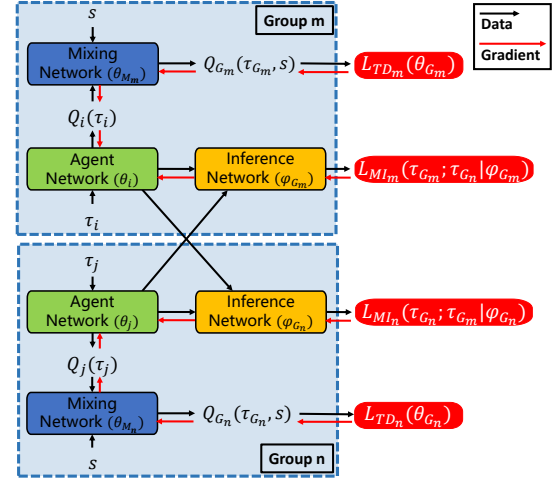 s
Group m
Data
Gradient
Mixing
Network (θ_{M_m})
Q_{G_m}(τ_{G_m}, s)
L_{TD_m}(θ_{G_m})
Q_i(τ_i)
Agent
Network (θ_i)
Inference
Network (φ_{G_m})
L_{MI_m}(τ_{G_m}; τ_{G_n}|φ_{G_m})
τ_i
τ_j
Agent
Network (θ_j)
Inference
Network (φ_{G_n})
L_{MI_n}(τ_{G_n}; τ_{G_m}|φ_{G_n})
Q_j(τ_j)
Mixing
Network (θ_{M_n})
Q_{G_n}(τ_{G_n}, s)
L_{TD_n}(θ_{G_n})
s
Group n